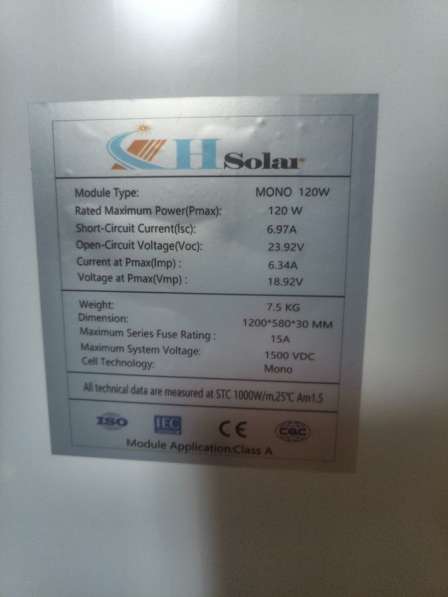 H Solar
Module Type: MONO 120W
Rated Maximum Power(Pmax): 120 W
Short-Circuit Current(Isc): 6.97A
Open-Circuit Voltage(Voc): 23.92V
Current at Pmax(Imp) : 6.34A
Voltage at Pmax(Vmp) : 18.92V
Weight: 7.5 KG
Dimension: 1200*580*30 MM
Maximum Series Fuse Rating : 15A
Maximum System Voltage: 1500 VDC
Cell Technology: Mono
All technical data are measured at STC 1000W/m,25℃ Am1.5
ISO IEC CE CQC
Module Application:Class A